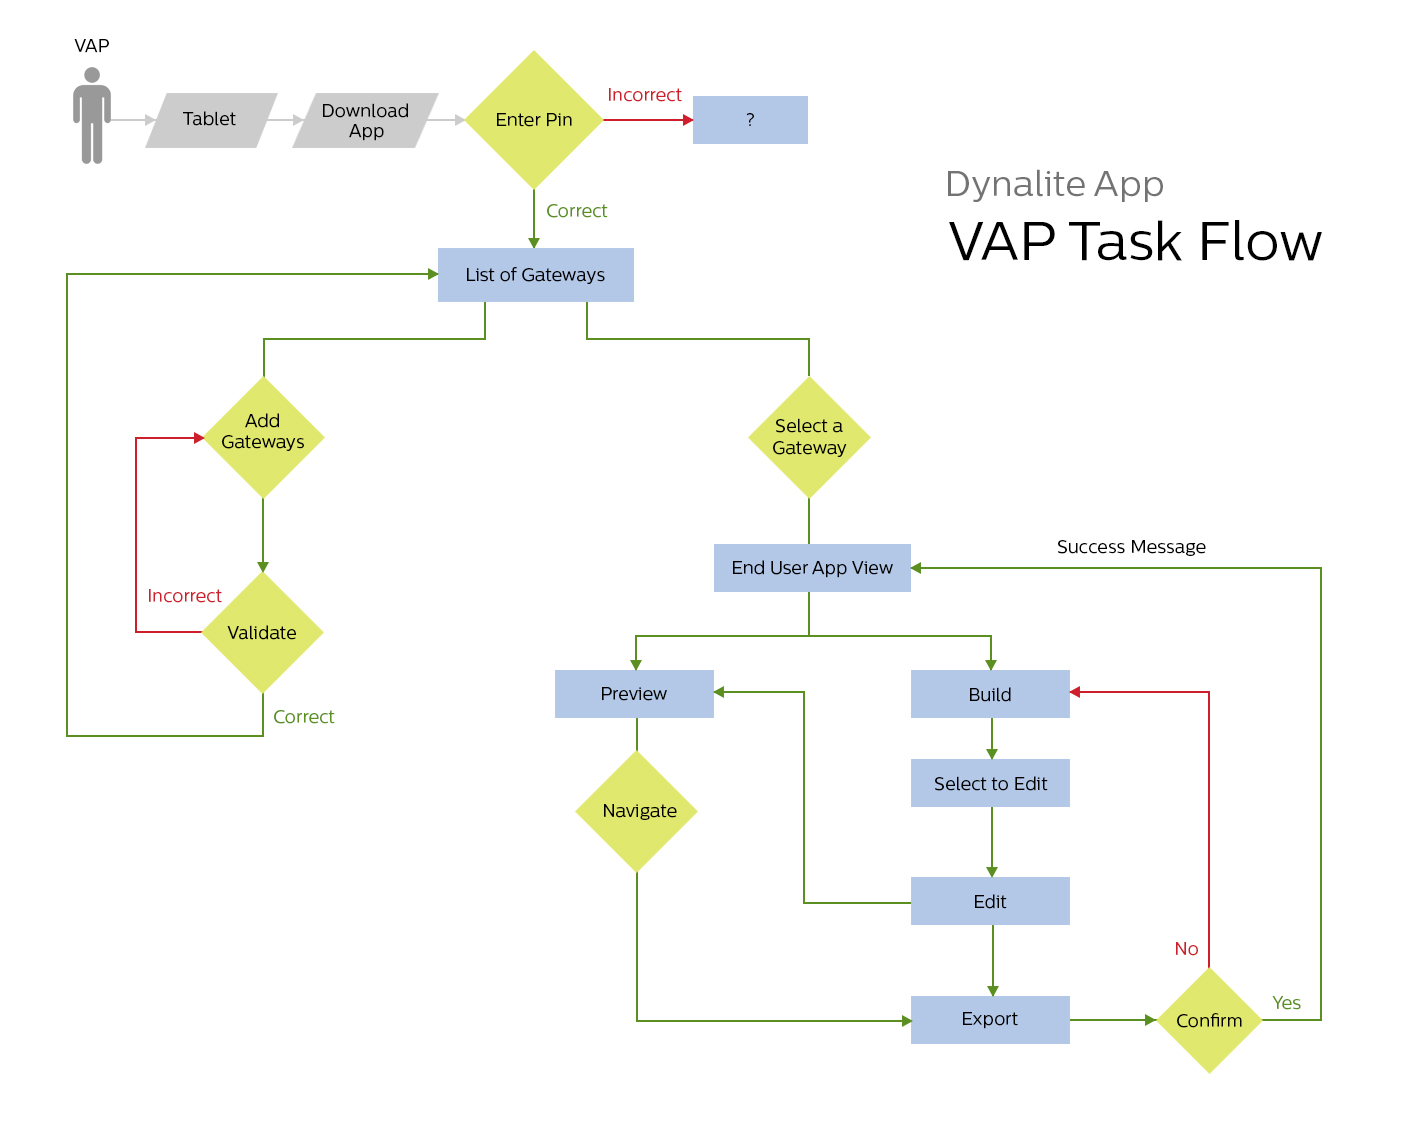 VAP
Tablet
Download
App
Enter Pin
Incorrect
?
Correct
Dynalite App
VAP Task Flow
List of Gateways
Add
Gateways
Select a
Gateway
Success Message
End User App View
Incorrect
Validate
Correct
Preview
Build
Select to Edit
Navigate
Edit
No
Yes
Export
Confirm